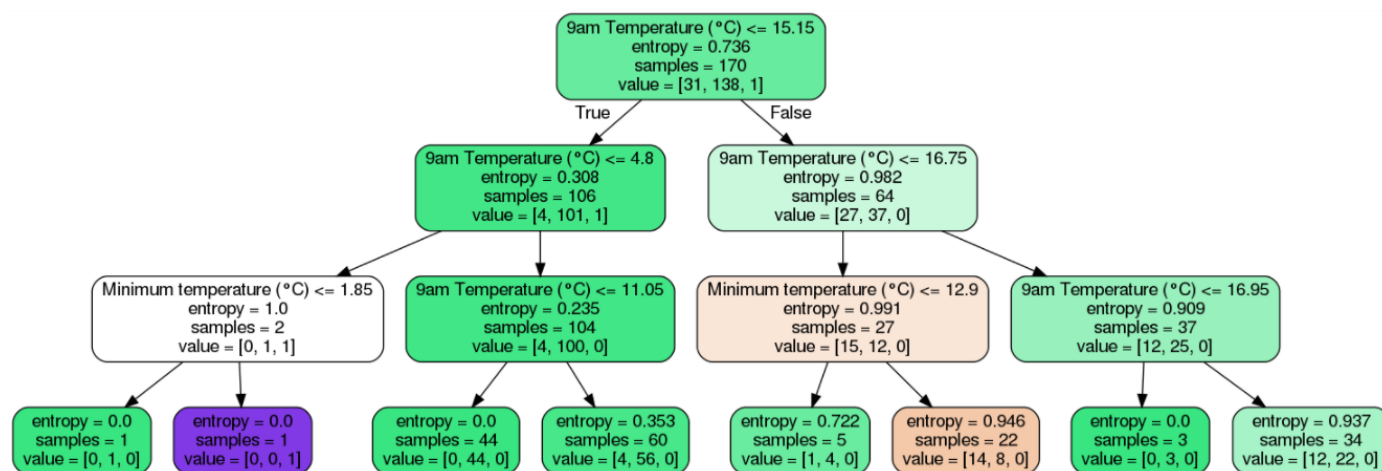 9am Temperature (°C) <= 15.15
entropy = 0.736
samples = 170
value = [31, 138, 1]
True
False
9am Temperature (°C) <= 4.8
entropy = 0.308
samples = 106
value = [4, 101, 1]
9am Temperature (°C) <= 16.75
entropy = 0.982
samples = 64
value = [27, 37, 0]
Minimum temperature (°C) <= 1.85
entropy = 1.0
samples = 2
value = [0, 1, 1]
9am Temperature (°C) <= 11.05
entropy = 0.235
samples = 104
value = [4, 100, 0]
Minimum temperature (°C) <= 12.9
entropy = 0.991
samples = 27
value = [15, 12, 0]
9am Temperature (°C) <= 16.95
entropy = 0.909
samples = 37
value = [12, 25, 0]
entropy = 0.0
samples = 1
value = [0, 1, 0]
entropy = 0.0
samples = 1
value = [0, 0, 1]
entropy = 0.0
samples = 44
value = [0, 44, 0]
entropy = 0.353
samples = 60
value = [4, 56, 0]
entropy = 0.722
samples = 5
value = [1, 4, 0]
entropy = 0.946
samples = 22
value = [14, 8, 0]
entropy = 0.0
samples = 3
value = [0, 3, 0]
entropy = 0.937
samples = 34
value = [12, 22, 0]